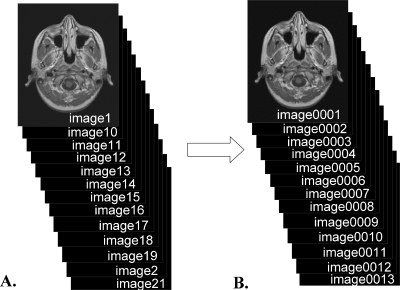 image1
image10
image11
image12
image13
image14
image15
image16
image17
image18
image19
image2
image21
A.
image0001
image0002
image0003
image0004
image0005
image0006
image0007
image0008
image0009
image0010
image0011
image0012
image0013
B.